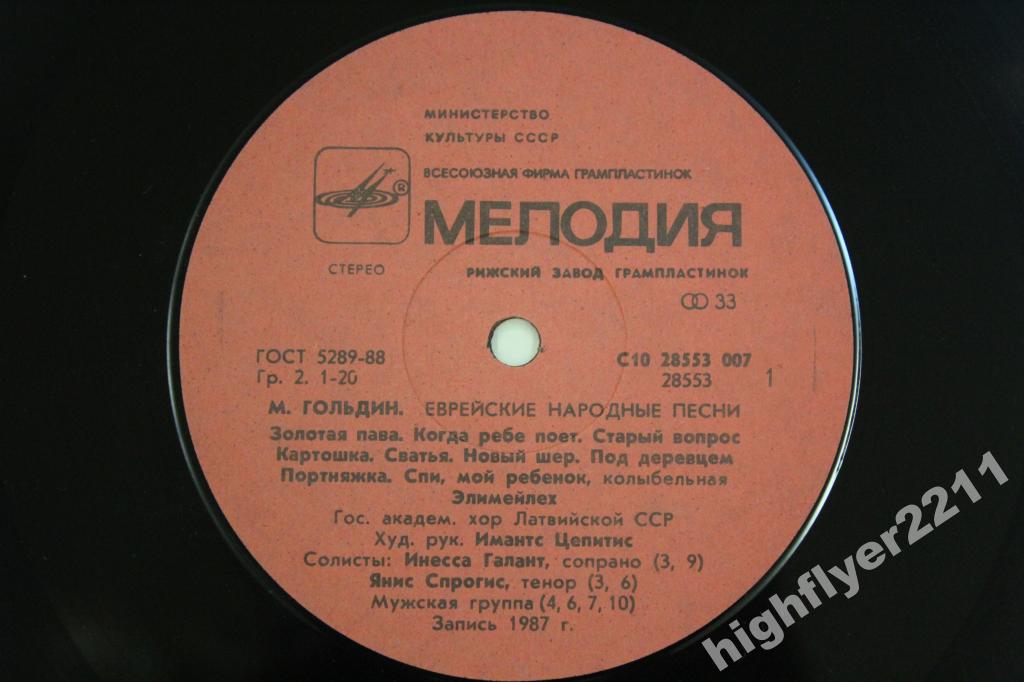 МИНИСТЕРСТВО
КУЛЬТУРЫ СССР
ВСЕСОЮЗНАЯ ФИРМА ГРАМПЛАСТИНОК
®
МЕЛОДИЯ
СТЕРЕО
РИЖСКИЙ ЗАВОД ГРАМПЛАСТИНОК
33
ГОСТ 5289-88
С10 28553 007
Гр. 2. 1-20
28553 1
М. ГОЛЬДИН. ЕВРЕЙСКИЕ НАРОДНЫЕ ПЕСНИ
Золотая пава. Когда ребе поет. Старый вопрос
Картошка. Сватья. Новый шер. Под деревцем
Портняжка. Спи, мой ребенок, колыбельная
Элимейлех
Гос. академ. хор Латвийской ССР
Худ. рук. Имантс Цепитис
Солисты: Инесса Галант, сопрано (3, 9)
Янис Спрогис, тенор (3, 6)
Мужская группа (4, 6, 7, 10)
Запись 1987 г.
highflyer2211